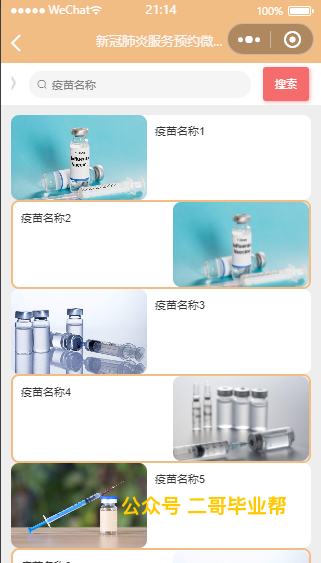 WeChat 21:14 100%
新冠肺炎服务预约微...
疫苗名称 搜索
疫苗名称1
Influenza Vaccine
疫苗名称2
疫苗名称3
疫苗名称4
疫苗名称5
公众号 二哥毕业帮